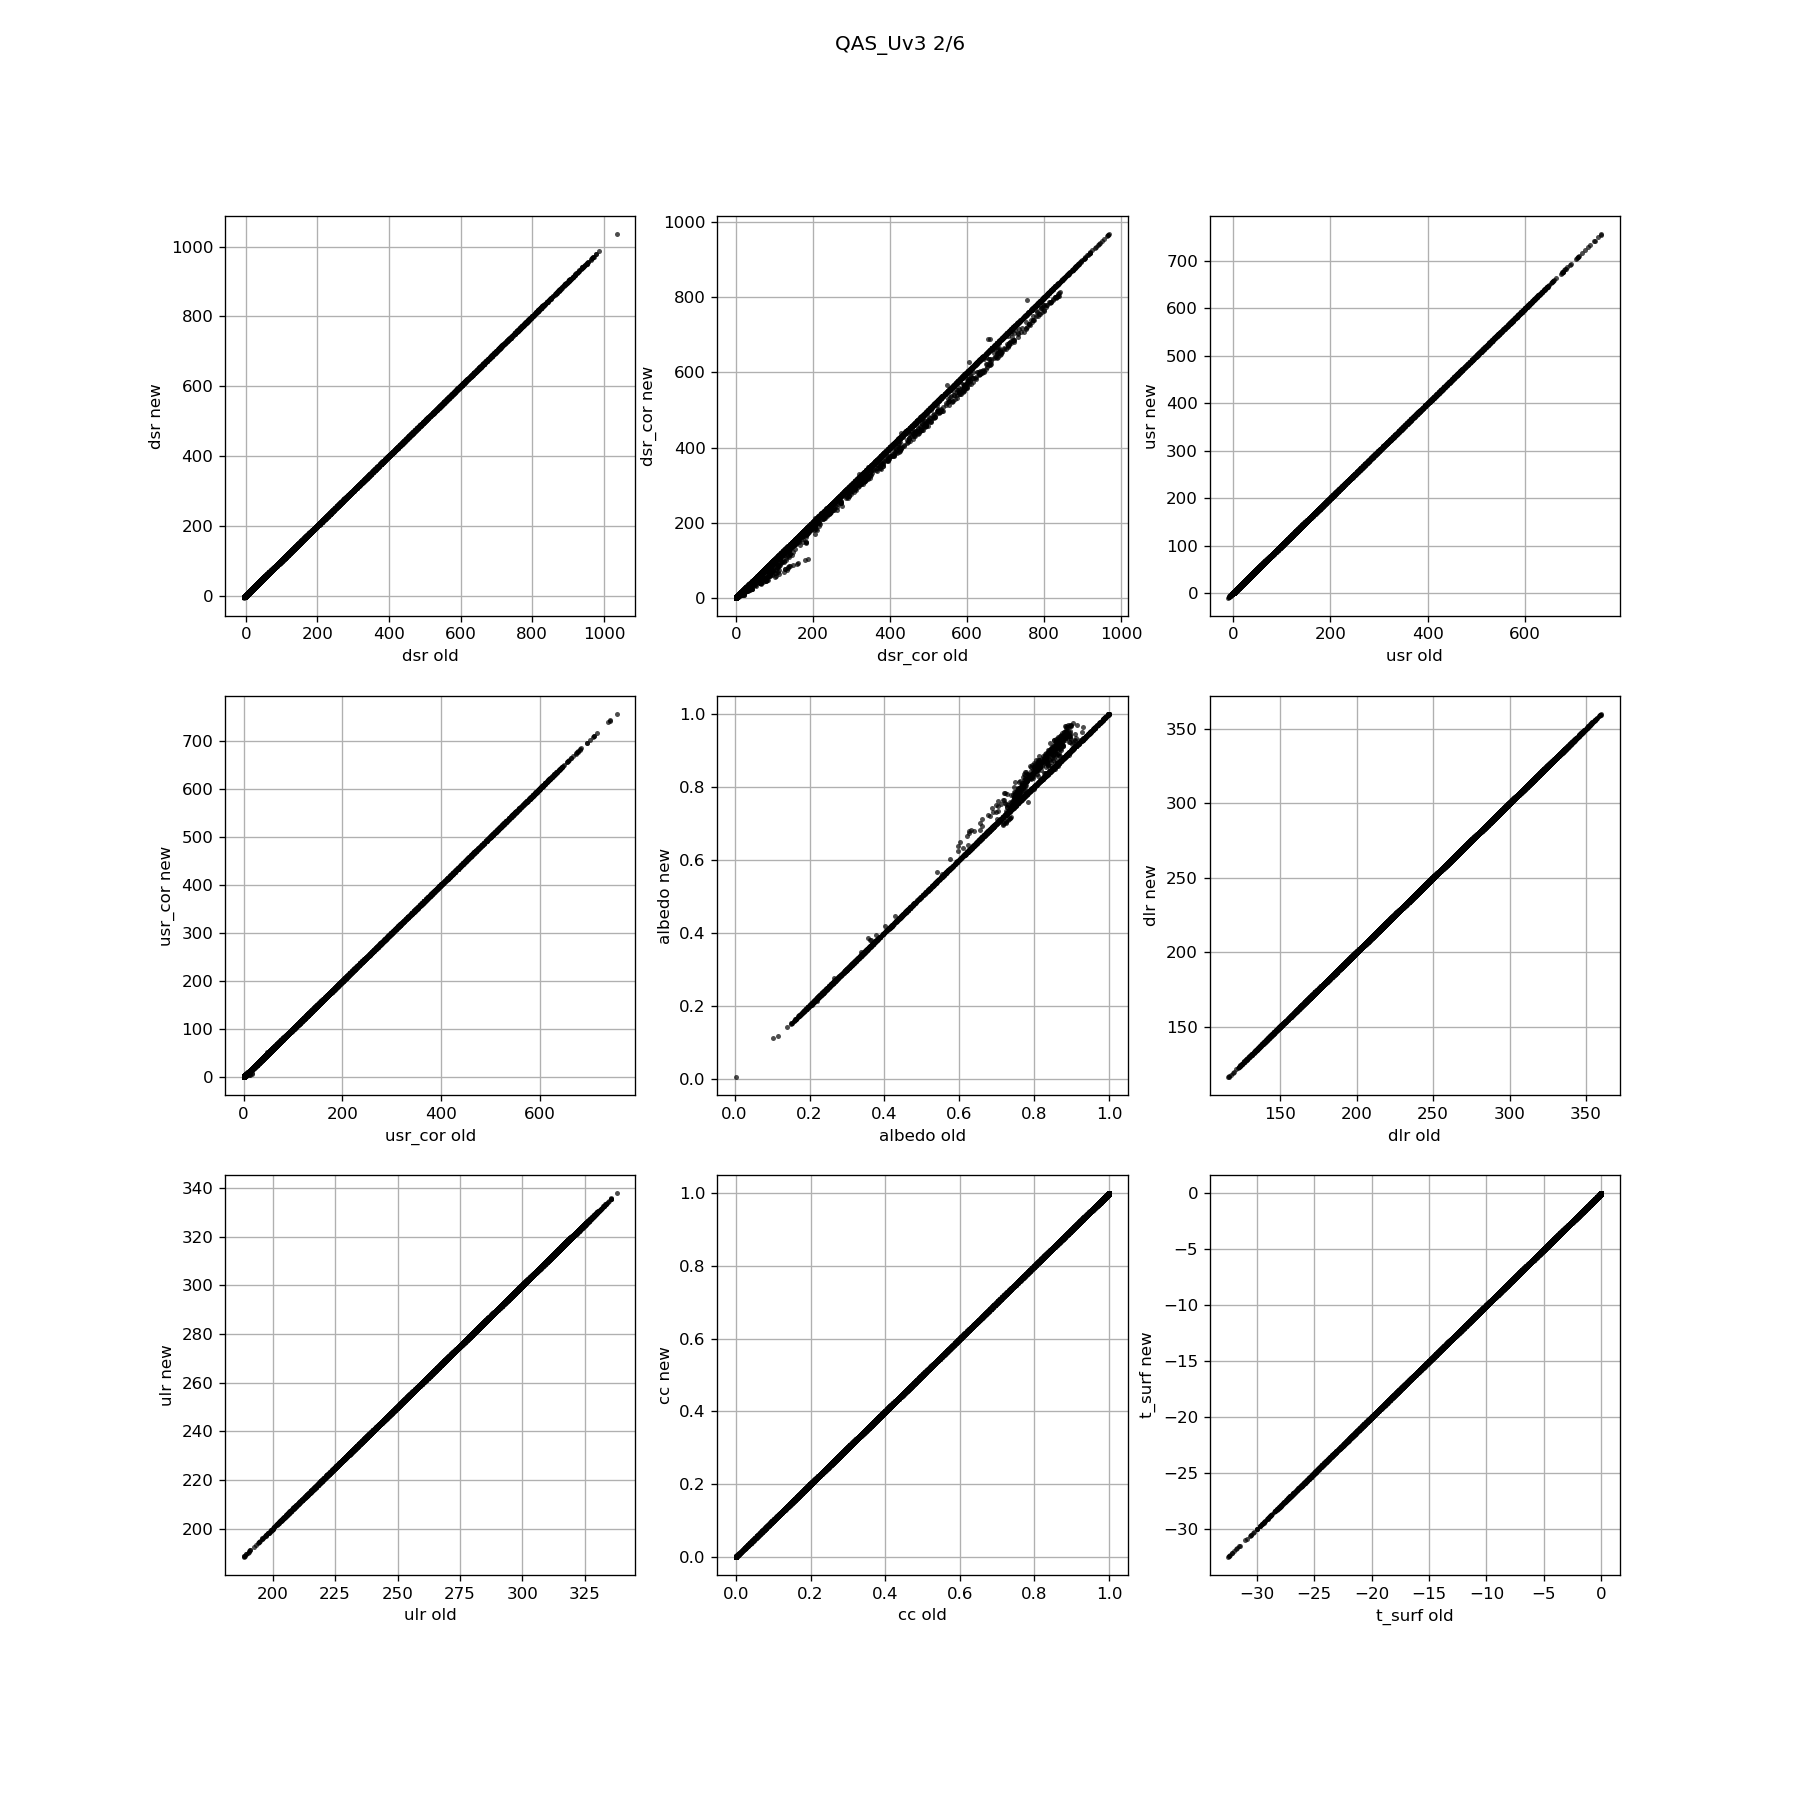 QAS_Uv3 2/6
1000
800
600
400
200
0
dsr new
0 200 400 600 800 1000
dsr old
1000
800
600
400
200
0
dsr_cor new
0 200 400 600 800 1000
dsr_cor old
700
600
500
400
300
200
100
0
usr new
0 200 400 600
usr old
700
600
500
400
300
200
100
0
usr_cor new
0 200 400 600
usr_cor old
1.0
0.8
0.6
0.4
0.2
0.0
albedo new
0.0 0.2 0.4 0.6 0.8 1.0
albedo old
350
300
250
200
150
dlr new
150 200 250 300 350
dlr old
340
320
300
280
260
240
220
200
ulr new
200 225 250 275 300 325
ulr old
1.0
0.8
0.6
0.4
0.2
0.0
cc new
0.0 0.2 0.4 0.6 0.8 1.0
cc old
0
−5
−10
−15
−20
−25
−30
t_surf new
−30 −25 −20 −15 −10 −5 0
t_surf old